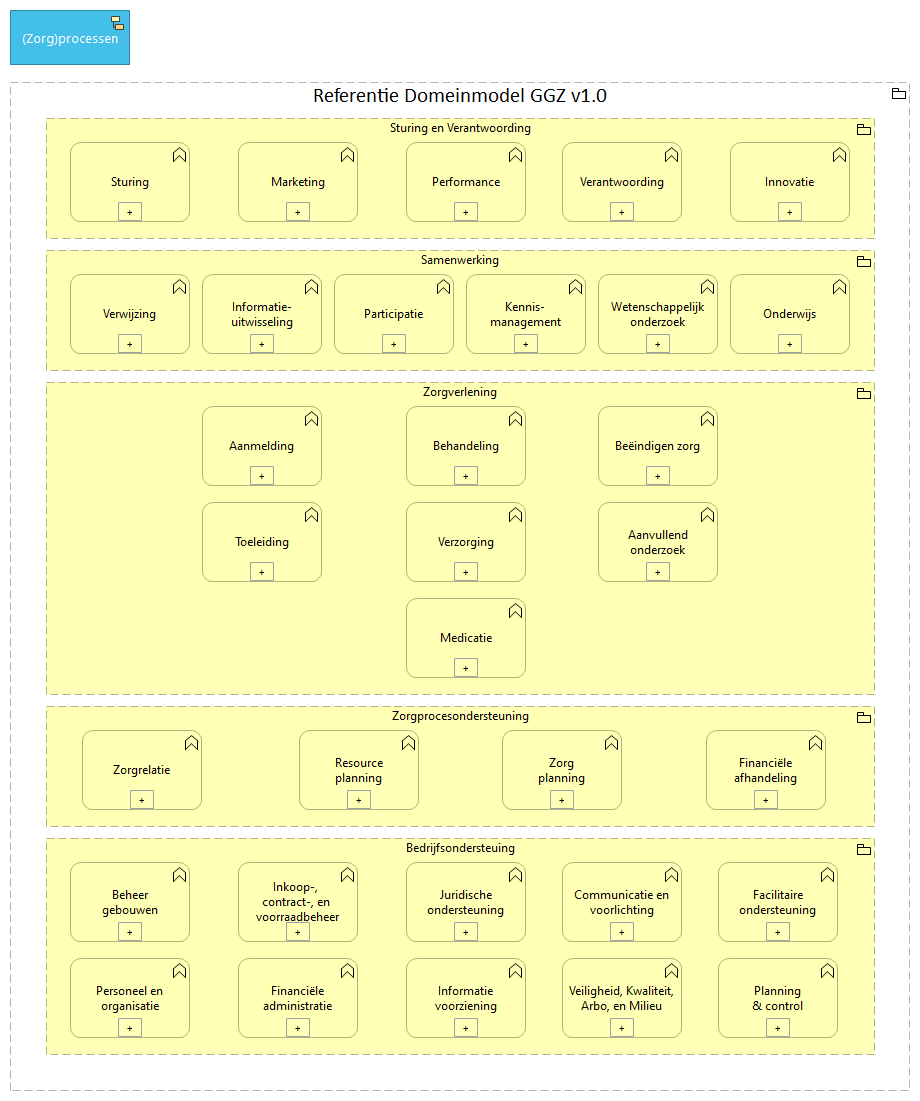 (Zorg)processen
Referentie Domeinmodel GGZ v1.0
Sturing en Verantwoording
Sturing
Marketing
Performance
Verantwoording
Innovatie
+
+
+
+
+
Samenwerking
Verwijzing
Informatie-
uitwisseling
Participatie
Kennis-
management
Wetenschappelijk
onderzoek
Onderwijs
+
+
+
+
+
+
Zorgverlening
Aanmelding
Behandeling
Beëindigen zorg
+
+
+
Toeleiding
Verzorging
Aanvullend
onderzoek
+
+
+
Medicatie
+
Zorgprocesondersteuning
Zorgrelatie
Resource
planning
Zorg
planning
Financiële
afhandeling
+
+
+
+
Bedrijfsondersteuing
Beheer
gebouwen
Inkoop-,
contract-, en
voorraadbeheer
Juridische
ondersteuning
Communicatie en
voorlichting
Facilitaire
ondersteuning
+
+
+
+
+
Personeel en
organisatie
Financiële
administratie
Informatie
voorziening
Veiligheid, Kwaliteit,
Arbo, en Milieu
Planning
& control
+
+
+
+
+